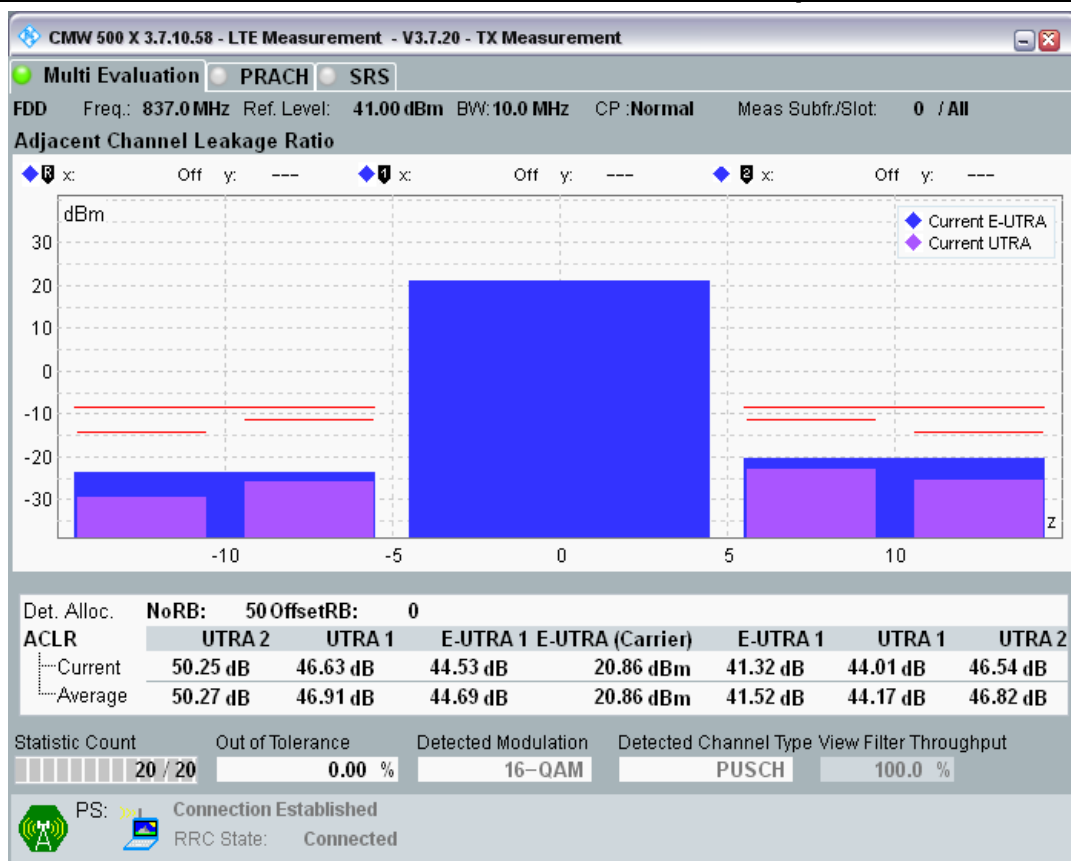 CMW 500 X 3.7.10.58 - LTE Measurement - V3.7.20 - TX Measurement
Multi Evaluation PRACH SRS
FDD Freq.: 837.0 MHz Ref. Level: 41.00 dBm BW: 10.0 MHz CP :Normal Meas Subfr./Slot: 0 / All
Adjacent Channel Leakage Ratio
R x: Off y: --- 1 x: Off y: --- 2 x: Off y: ---
dBm
Current E-UTRA
Current UTRA
30
20
10
0
-10
-20
-30
z
-10 -5 0 5 10
Det. Alloc. NoRB: 50 OffsetRB: 0
ACLR UTRA 2 UTRA 1 E-UTRA 1 E-UTRA (Carrier) E-UTRA 1 UTRA 1 UTRA 2
Current 50.25 dB 46.63 dB 44.53 dB 20.86 dBm 41.32 dB 44.01 dB 46.54 dB
Average 50.27 dB 46.91 dB 44.69 dB 20.86 dBm 41.52 dB 44.17 dB 46.82 dB
Statistic Count Out of Tolerance Detected Modulation Detected Channel Type View Filter Throughput
20 / 20 0.00 % 16-QAM PUSCH 100.0 %
PS: Connection Established
RRC State: Connected